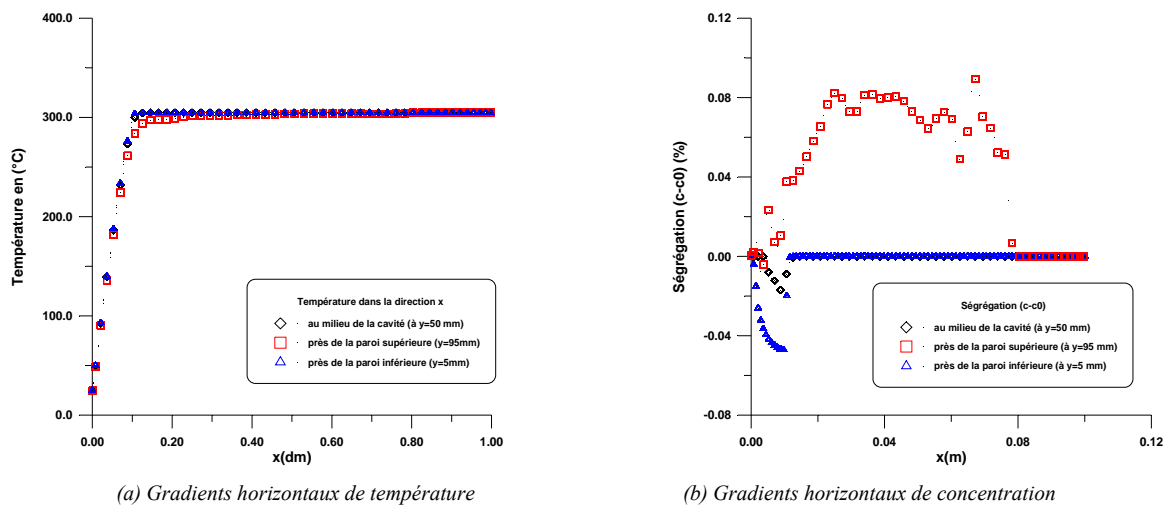 400.0
300.0
200.0
100.0
0.0
Température en (°C)
Température dans la direction x
au milieu de la cavité (à y=50 mm)
près de la paroi supérieure (y=95mm)
près de la paroi inférieure (y=5mm)
0.00 0.20 0.40 0.60 0.80 1.00
x(dm)
(a) Gradients horizontaux de température
0.12
0.08
0.04
0.00
-0.04
-0.08
Ségrégation (c-c0) (%)
Ségrégation (c-c0)
au milieu de la cavité (à y=50 mm)
près de la paroi supérieure (à y=95 mm)
près de la paroi inférieure (à y=5 mm)
0.00 0.04 0.08 0.12
x(m)
(b) Gradients horizontaux de concentration